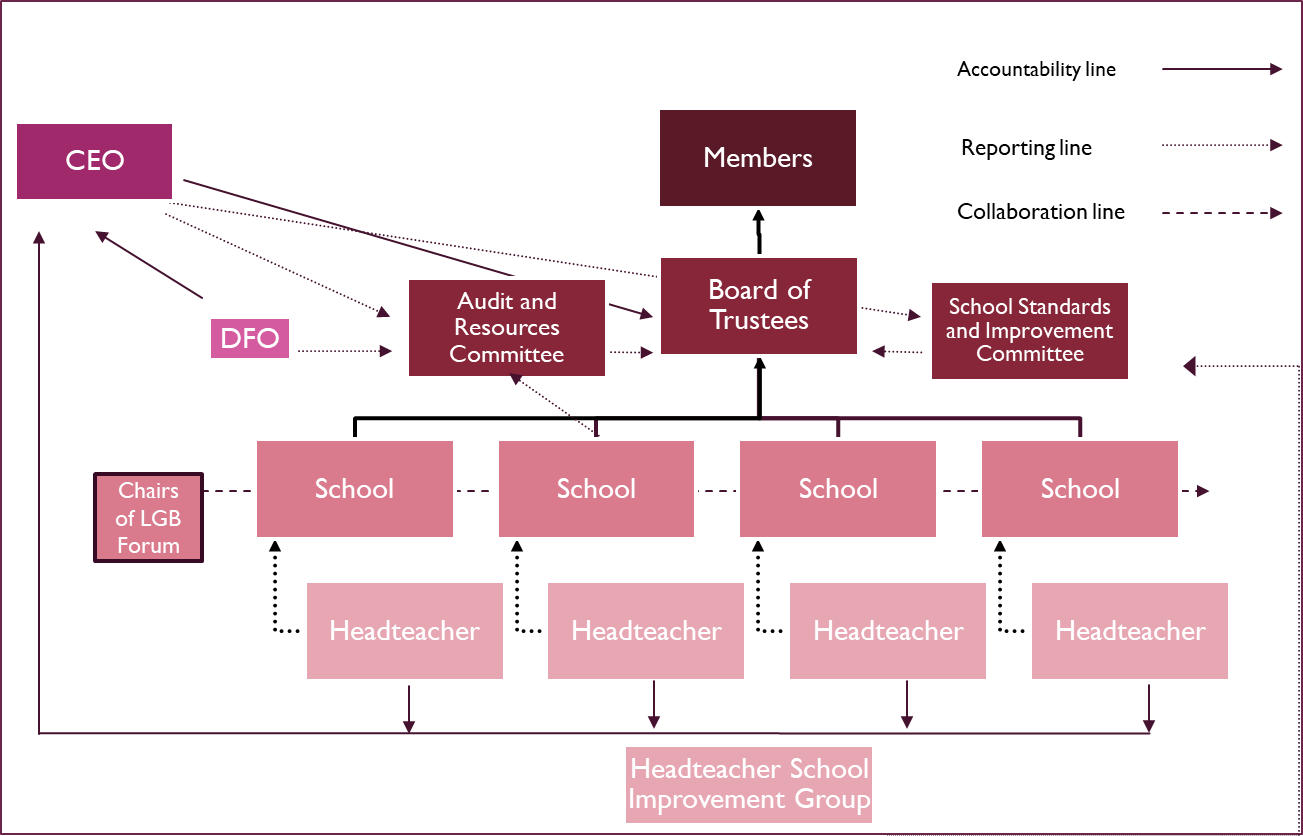 Accountability line
Reporting line
Collaboration line
CEO
Members
DFO
Audit and
Resources
Committee
Board of
Trustees
School Standards
and Improvement
Committee
Chairs
of LGB
Forum
School
School
School
School
Headteacher
Headteacher
Headteacher
Headteacher
Headteacher School
Improvement Group